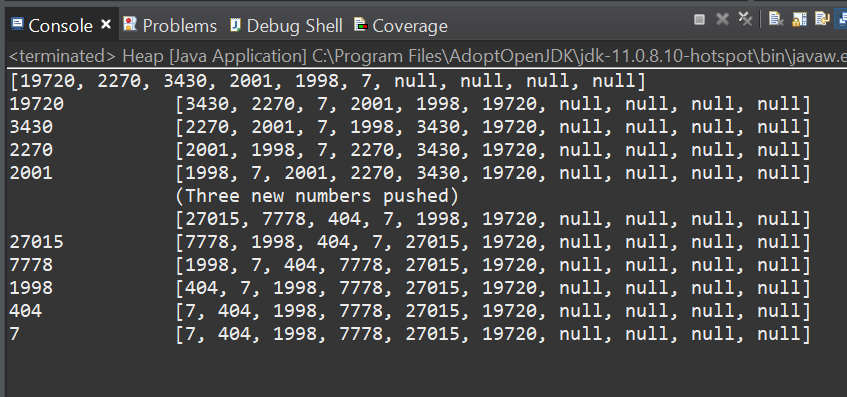 Console Problems Debug Shell Coverage
<terminated> Heap [Java Application] C:\Program Files\AdoptOpenJDK\jdk-11.0.8.10-hotspot\bin\javaw.e
[19720, 2270, 3430, 2001, 1998, 7, null, null, null, null]
19720 [3430, 2270, 7, 2001, 1998, 19720, null, null, null, null]
3430 [2270, 2001, 7, 1998, 3430, 19720, null, null, null, null]
2270 [2001, 1998, 7, 2270, 3430, 19720, null, null, null, null]
2001 [1998, 7, 2001, 2270, 3430, 19720, null, null, null, null]
(Three new numbers pushed)
[27015, 7778, 404, 7, 1998, 19720, null, null, null, null]
27015 [7778, 1998, 404, 7, 27015, 19720, null, null, null, null]
7778 [1998, 7, 404, 7778, 27015, 19720, null, null, null, null]
1998 [404, 7, 1998, 7778, 27015, 19720, null, null, null, null]
404 [7, 404, 1998, 7778, 27015, 19720, null, null, null, null]
7 [7, 404, 1998, 7778, 27015, 19720, null, null, null, null]